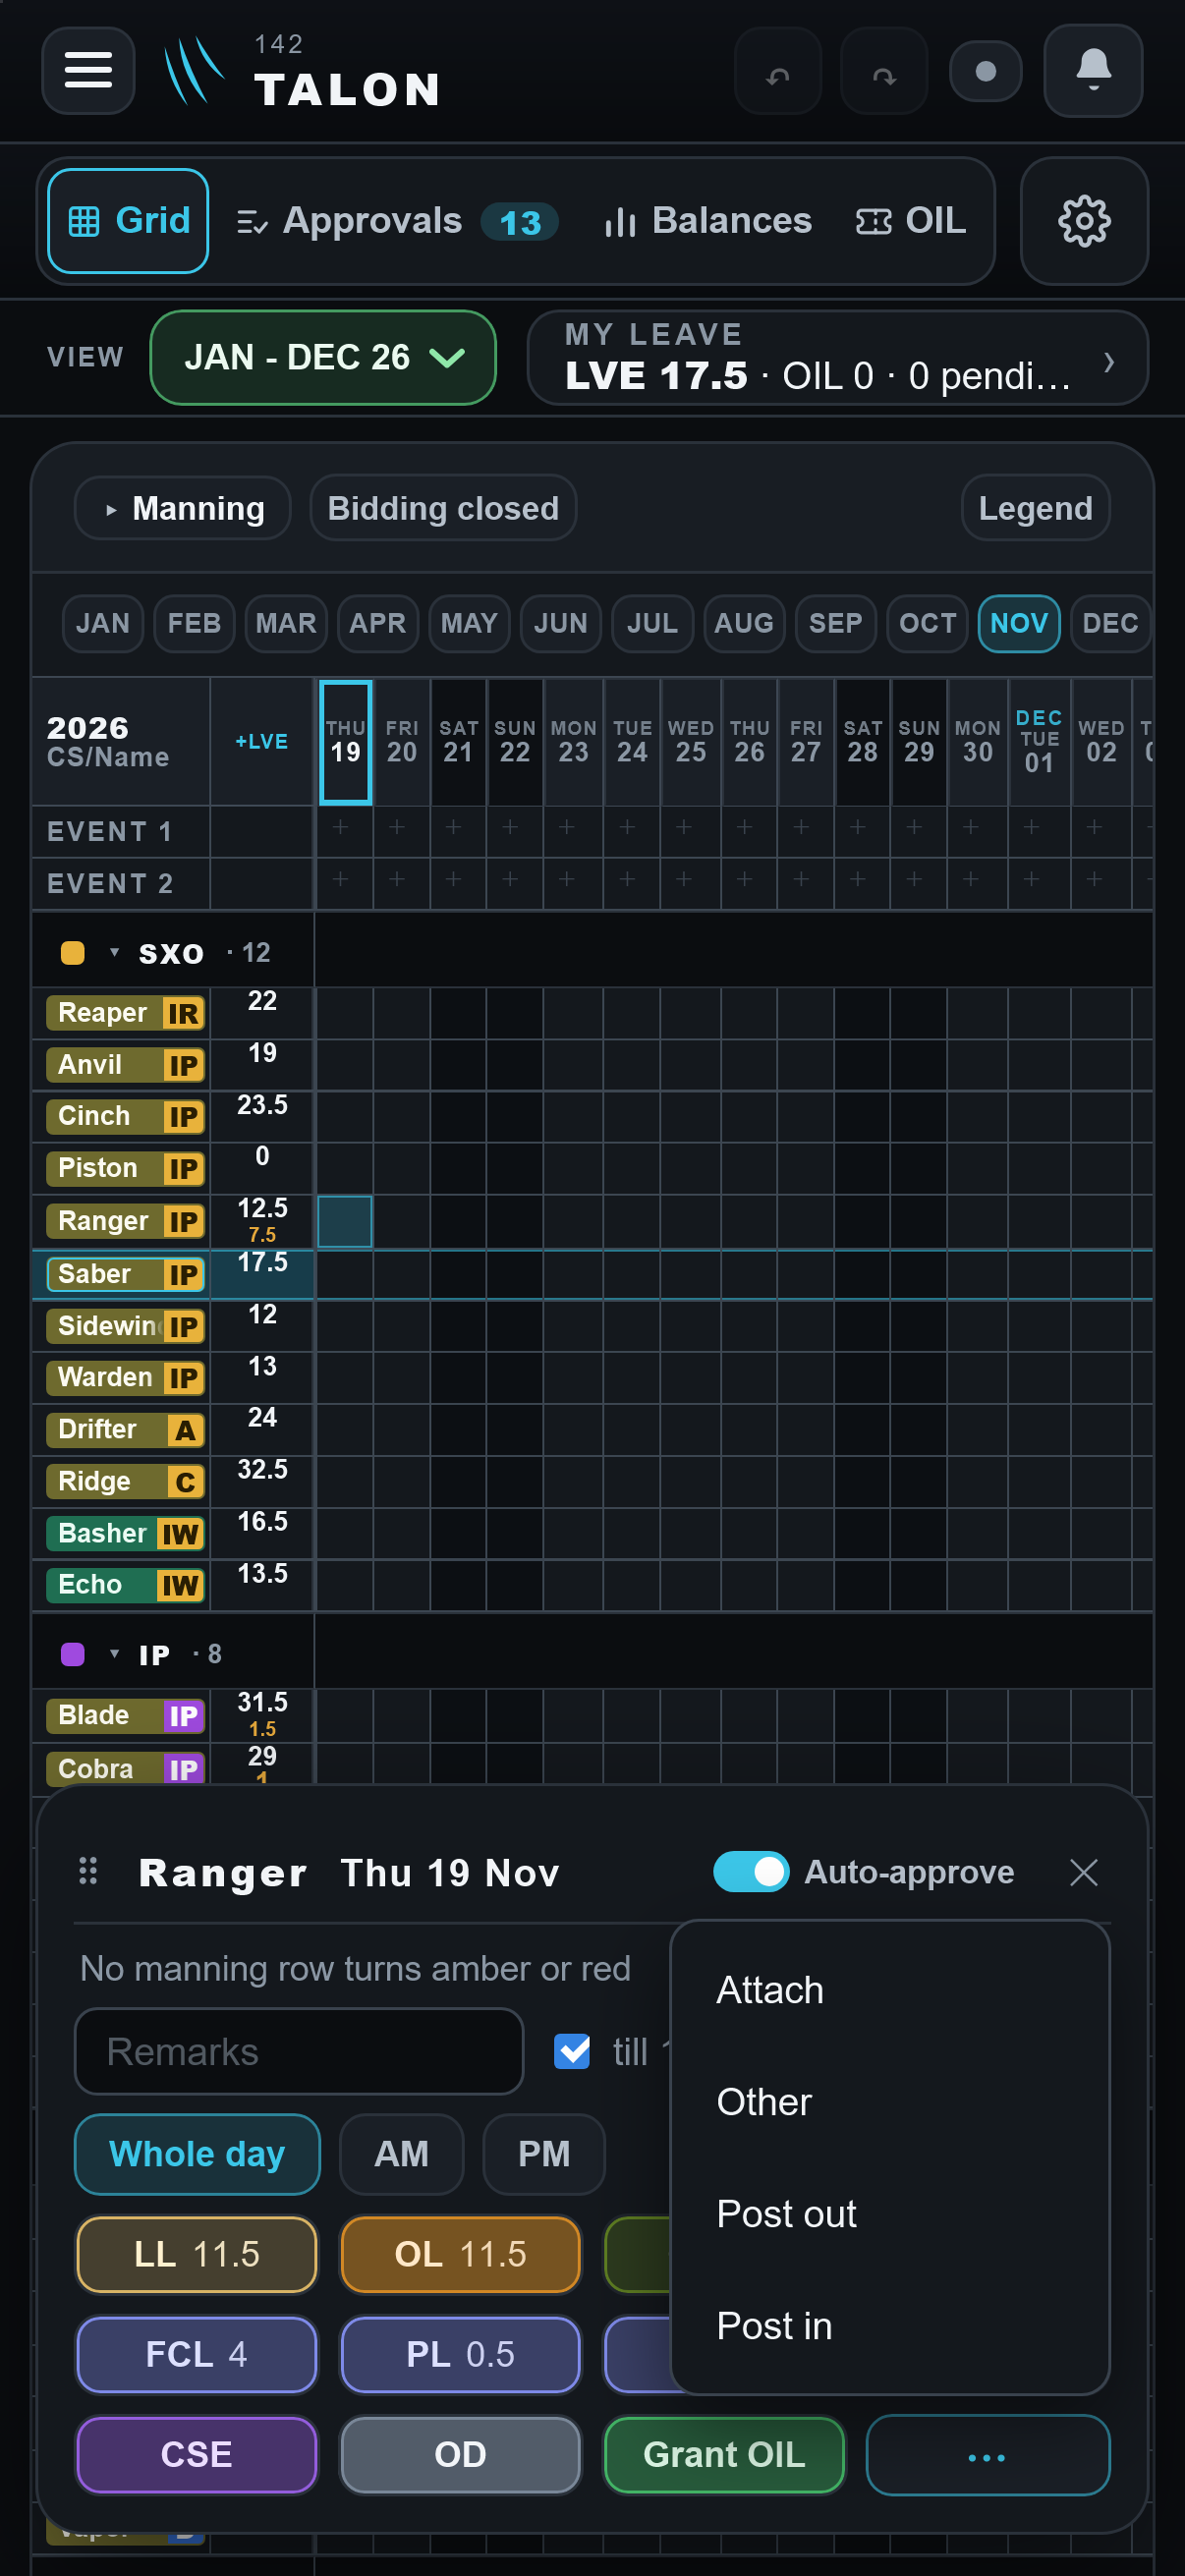 142
TALON
Grid
Approvals 13
Balances
OIL
VIEW
JAN - DEC 26
MY LEAVE
LVE 17.5 · OIL 0 · 0 pendi…
Manning
Bidding closed
Legend
JAN FEB MAR APR MAY JUN JUL AUG SEP OCT NOV DEC
2026
CS/Name
+LVE
THU 19
FRI 20
SAT 21
SUN 22
MON 23
TUE 24
WED 25
THU 26
FRI 27
SAT 28
SUN 29
MON 30
DEC TUE 01
WED 02
EVENT 1 + + + + + + + + + + + + + +
EVENT 2 + + + + + + + + + + + + + +
SXO · 12
Reaper IR 22
Anvil IP 19
Cinch IP 23.5
Piston IP 0
Ranger IP 12.5
7.5
Saber IP 17.5
Sidewin IP 12
Warden IP 13
Drifter A 24
Ridge C 32.5
Basher IW 16.5
Echo IW 13.5
IP · 8
Blade IP 31.5
1.5
Cobra IP 29
1
Ranger Thu 19 Nov
Auto-approve
No manning row turns amber or red
Remarks
till
Attach
Other
Post out
Post in
Whole day AM PM
LL 11.5
OL 11.5
FCL 4
PL 0.5
CSE
OD
Grant OIL
...